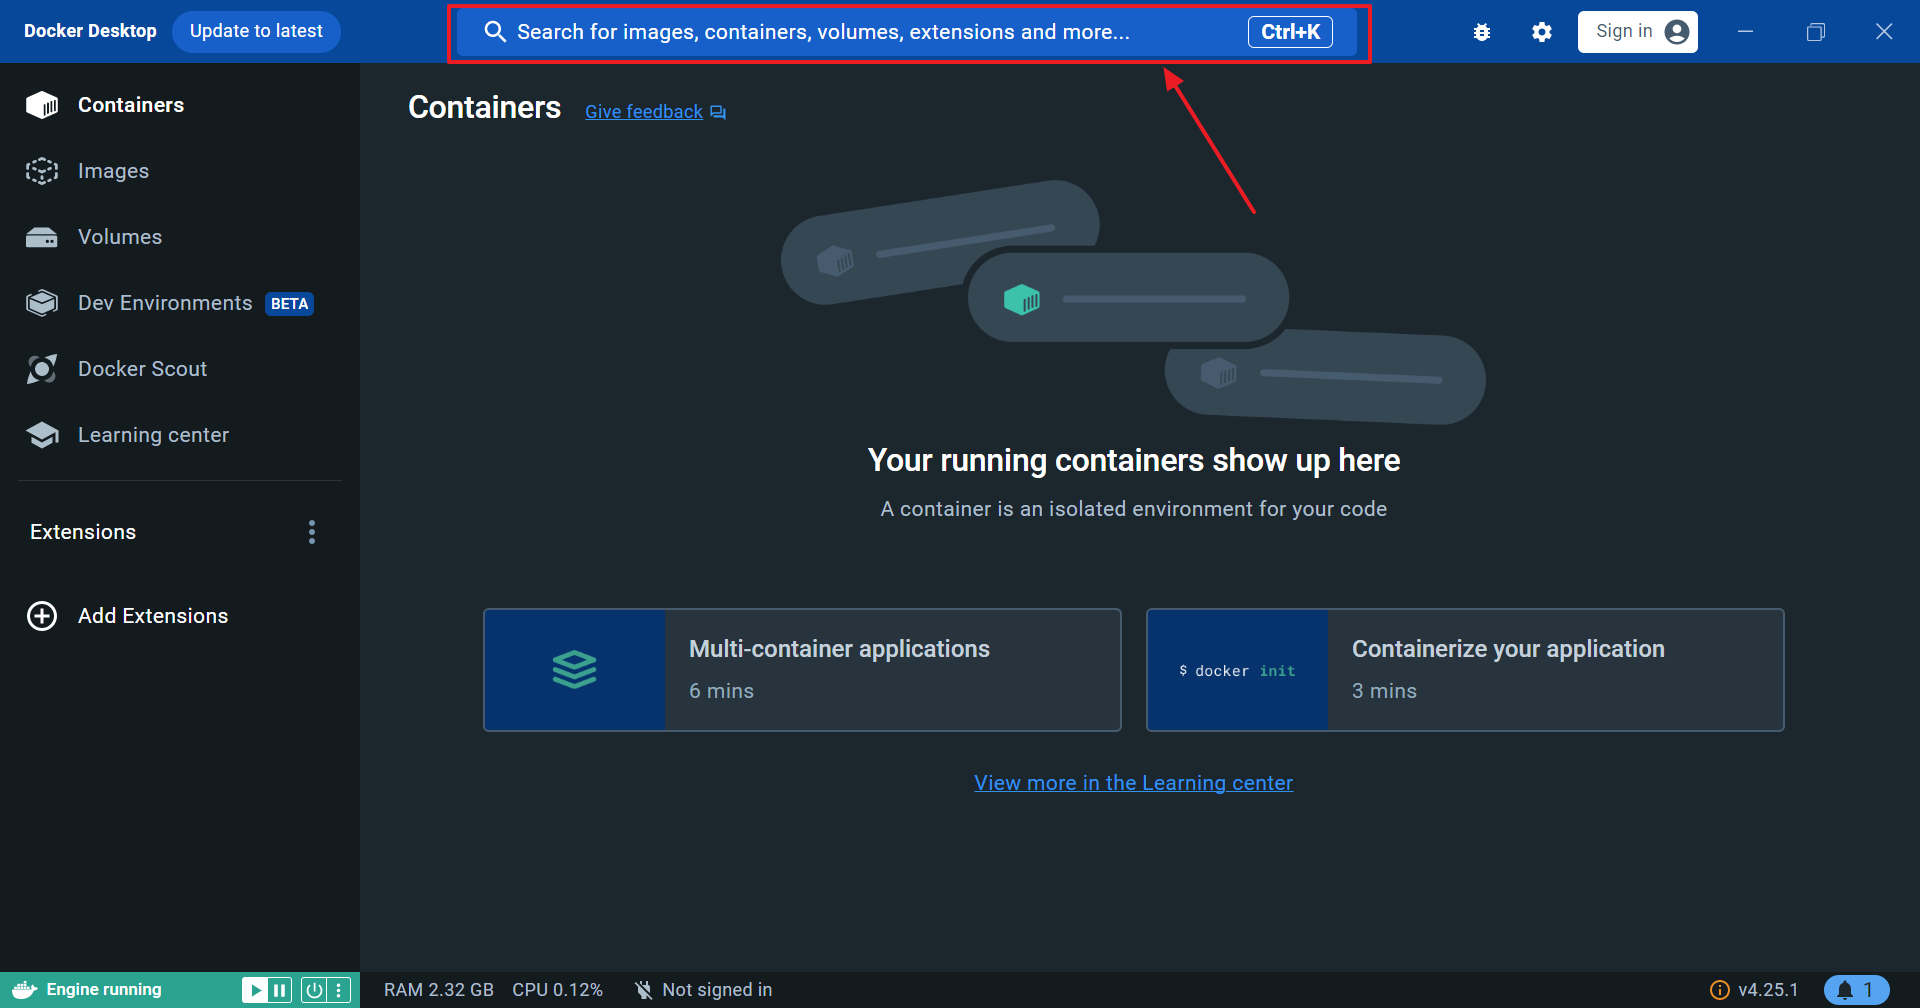 Docker Desktop Update to latest Search for images, containers, volumes, extensions and more... Ctrl+K Sign in
Containers
Images
Volumes
Dev Environments BETA
Docker Scout
Learning center
Extensions
Add Extensions
Containers Give feedback
Your running containers show up here
A container is an isolated environment for your code
Multi-container applications
6 mins
$ docker init
Containerize your application
3 mins
View more in the Learning center
Engine running RAM 2.32 GB CPU 0.12% Not signed in v4.25.1 1